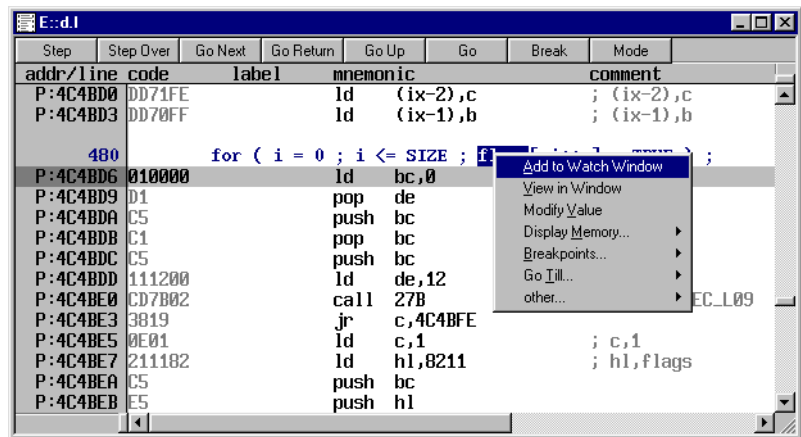 E::d.l
Step Step Over Go Next Go Return Go Up Go Break Mode
addr/line code label mnemonic comment
P:4C4BD0 DD71FE ld (ix-2),c ; (ix-2),c
P:4C4BD3 DD70FF ld (ix-1),b ; (ix-1),b
480 for ( i = 0 ; i <= SIZE ;
P:4C4BD6 010000 ld bc,0
P:4C4BD9 D1 pop de
P:4C4BDA C5 push bc
P:4C4BDB C1 pop bc
P:4C4BDC C5 push bc
P:4C4BDD 111200 ld de,12
P:4C4BE0 CD7B02 call 27B EC_L09
P:4C4BE3 3819 jr c,4C4BFE
P:4C4BE5 0E01 ld c,1 ; c,1
P:4C4BE7 211182 ld hl,8211 ; hl,flags
P:4C4BEA C5 push bc
P:4C4BEB E5 push hl
Add to Watch Window
View in Window
Modify Value
Display Memory...
Breakpoints...
Go Till...
other...